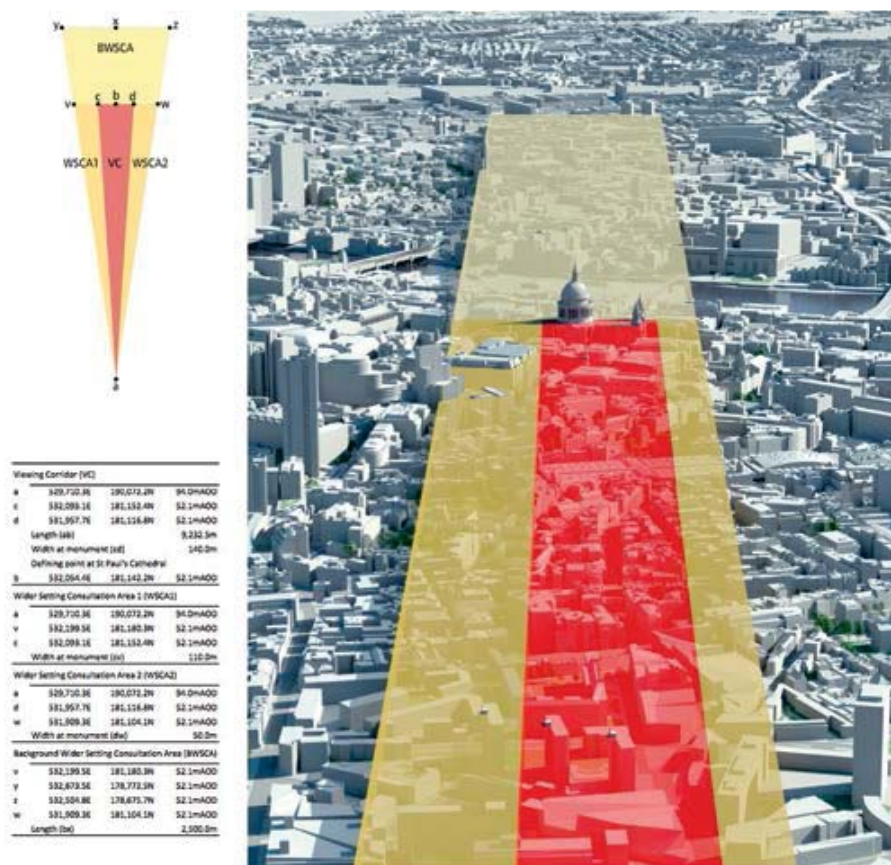 y x z
BWSCA
v c b d w
WSCA1 VC WSCA2
a
Viewing Corridor (VC)
a 529,710.3E 190,072.2N 94.0mAOD
c 532,093.1E 181,152.4N 52.1mAOD
d 531,957.7E 181,116.8N 52.1mAOD
Length (ab) 9,232.5m
Width at monument (cd) 140.0m
Defining point at St Paul's Cathedral
b 532,054.4E 181,142.2N 52.1mAOD
Wider Setting Consultation Area 1 (WSCA1)
a 529,710.3E 190,072.2N 94.0mAOD
v 532,199.5E 181,180.3N 52.1mAOD
c 532,093.1E 181,152.4N 52.1mAOD
Width at monument (cv) 110.0m
Wider Setting Consultation Area 2 (WSCA2)
a 529,710.3E 190,072.2N 94.0mAOD
d 531,957.7E 181,116.8N 52.1mAOD
w 531,909.3E 181,104.1N 52.1mAOD
Width at monument (dw) 50.0m
Background Wider Setting Consultation Area (BWSCA)
v 532,199.5E 181,180.3N 52.1mAOD
y 532,873.5E 178,772.5N 52.1mAOD
z 532,504.8E 178,675.7N 52.1mAOD
w 531,909.3E 181,104.1N 52.1mAOD
Length (bx) 2,500.0m